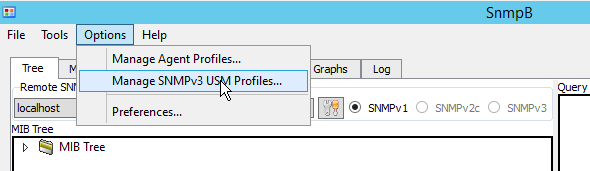 SnmpB
File Tools Options Help
Manage Agent Profiles...
Manage SNMPv3 USM Profiles...
Preferences...
Tree M Graphs Log
Remote SN
Query
localhost SNMPv1 SNMPv2c SNMPv3
MIB Tree
MIB Tree